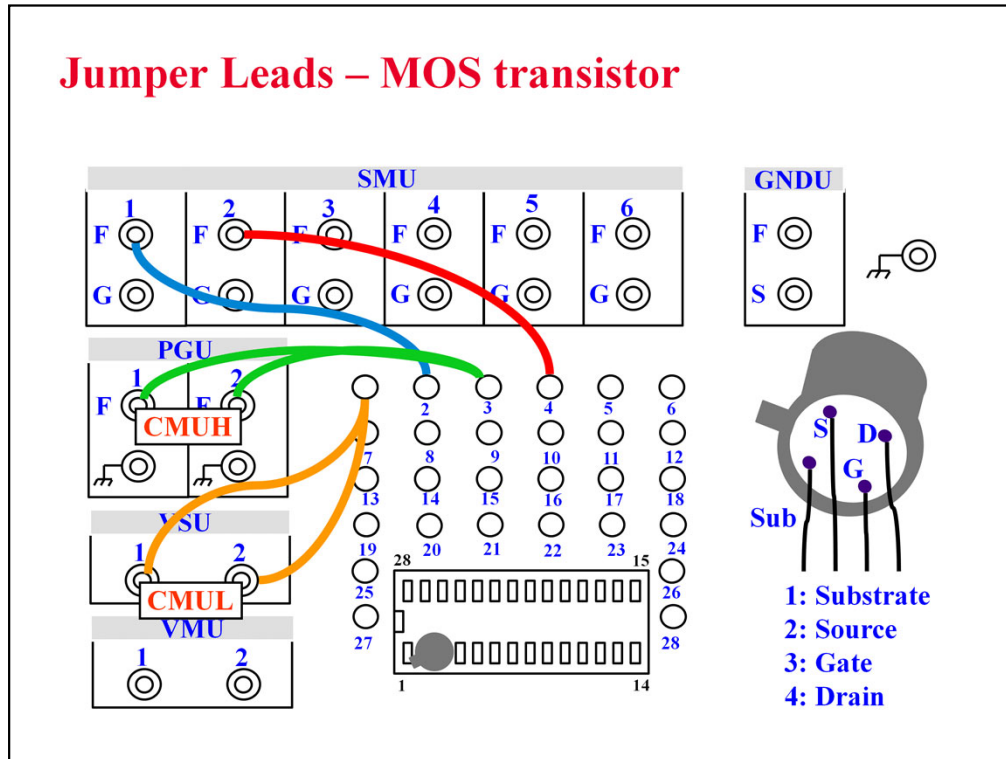 Jumper Leads – MOS transistor
SMU
GNDU
1 2 3 4 5 6
F F F F F F F
G G G G G G S
PGU
1 2
F F
CMUH
VSU
1 2
CMUL
VMU
1 2
2 3 4 5 6
7 8 9 10 11 12
13 14 15 16 17 18
19 20 21 22 23 24
28 15
25 26
27 28
1 14
S D
G
Sub
1: Substrate
2: Source
3: Gate
4: Drain